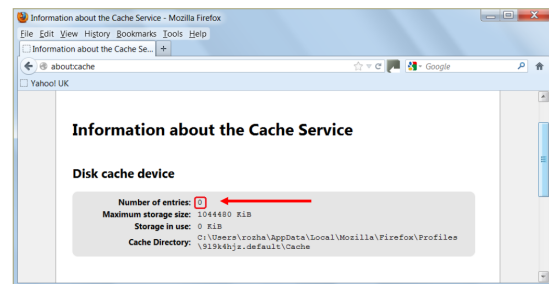 Information about the Cache Service - Mozilla Firefox
File Edit View History Bookmarks Tools Help
Information about the Cache Se... +
about:cache Google
Yahoo! UK
Information about the Cache Service
Disk cache device
Number of entries: 0
Maximum storage size: 1044480 KiB
Storage in use: 0 KiB
Cache Directory: C:\Users\rozha\AppData\Local\Mozilla\Firefox\Profiles
\919k4hjz.default\Cache